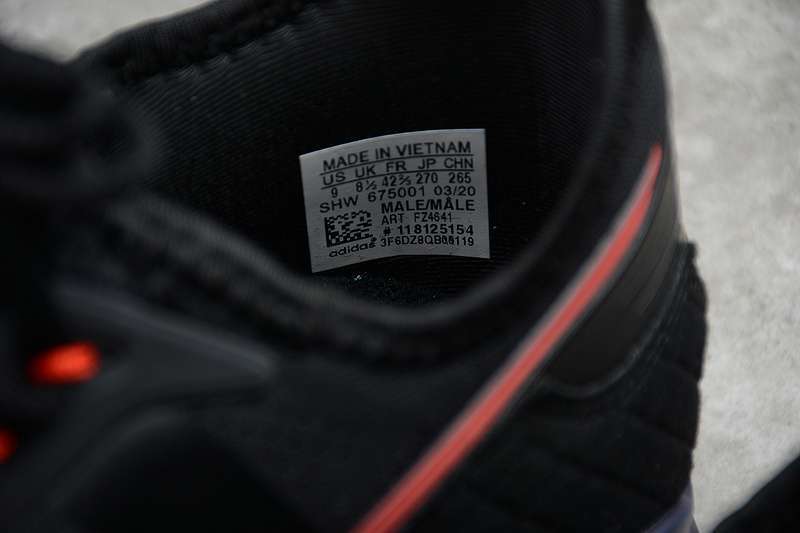 MADE IN VIETNAM
US UK FR JP CHN
9 8½ 42⅔ 270 265
SHW 675001 03/20
MALE/MÂLE
ART FZ4641
# 118125154
adidas 3F6DZ8QB08119